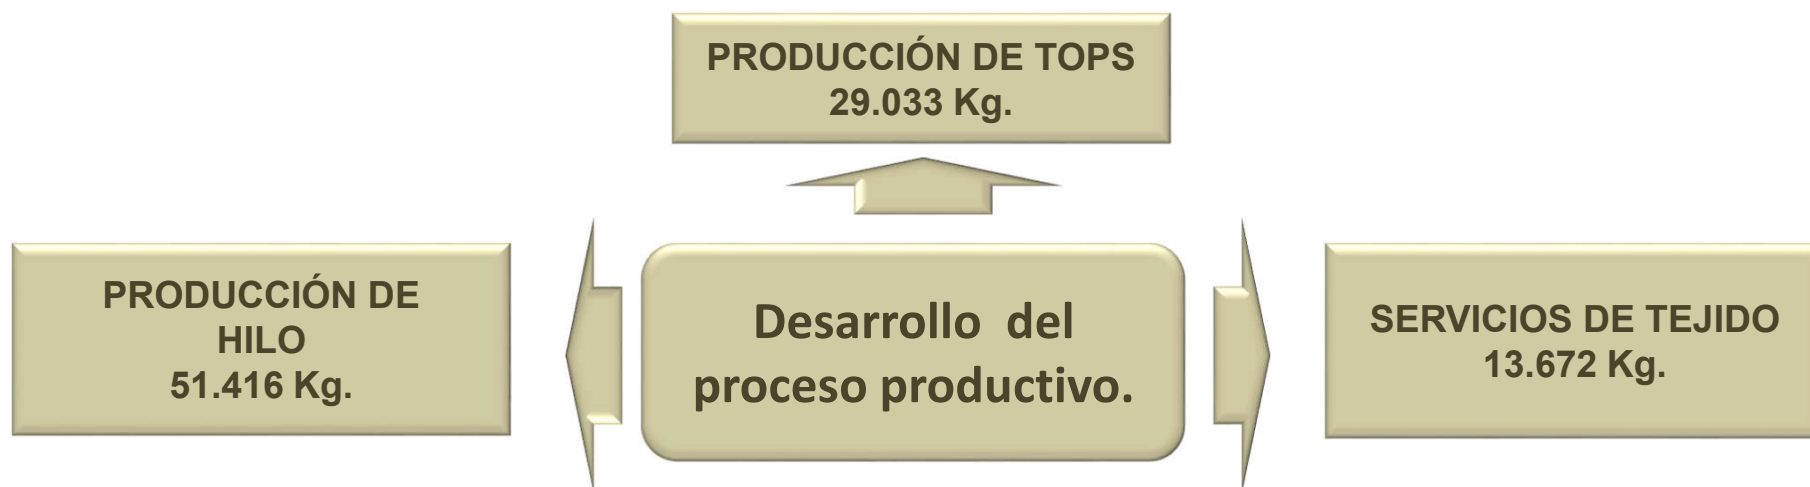 PRODUCCIÓN DE TOPS
29.033 Kg.
PRODUCCIÓN DE
HILO
51.416 Kg.
Desarrollo del
proceso productivo.
SERVICIOS DE TEJIDO
13.672 Kg.